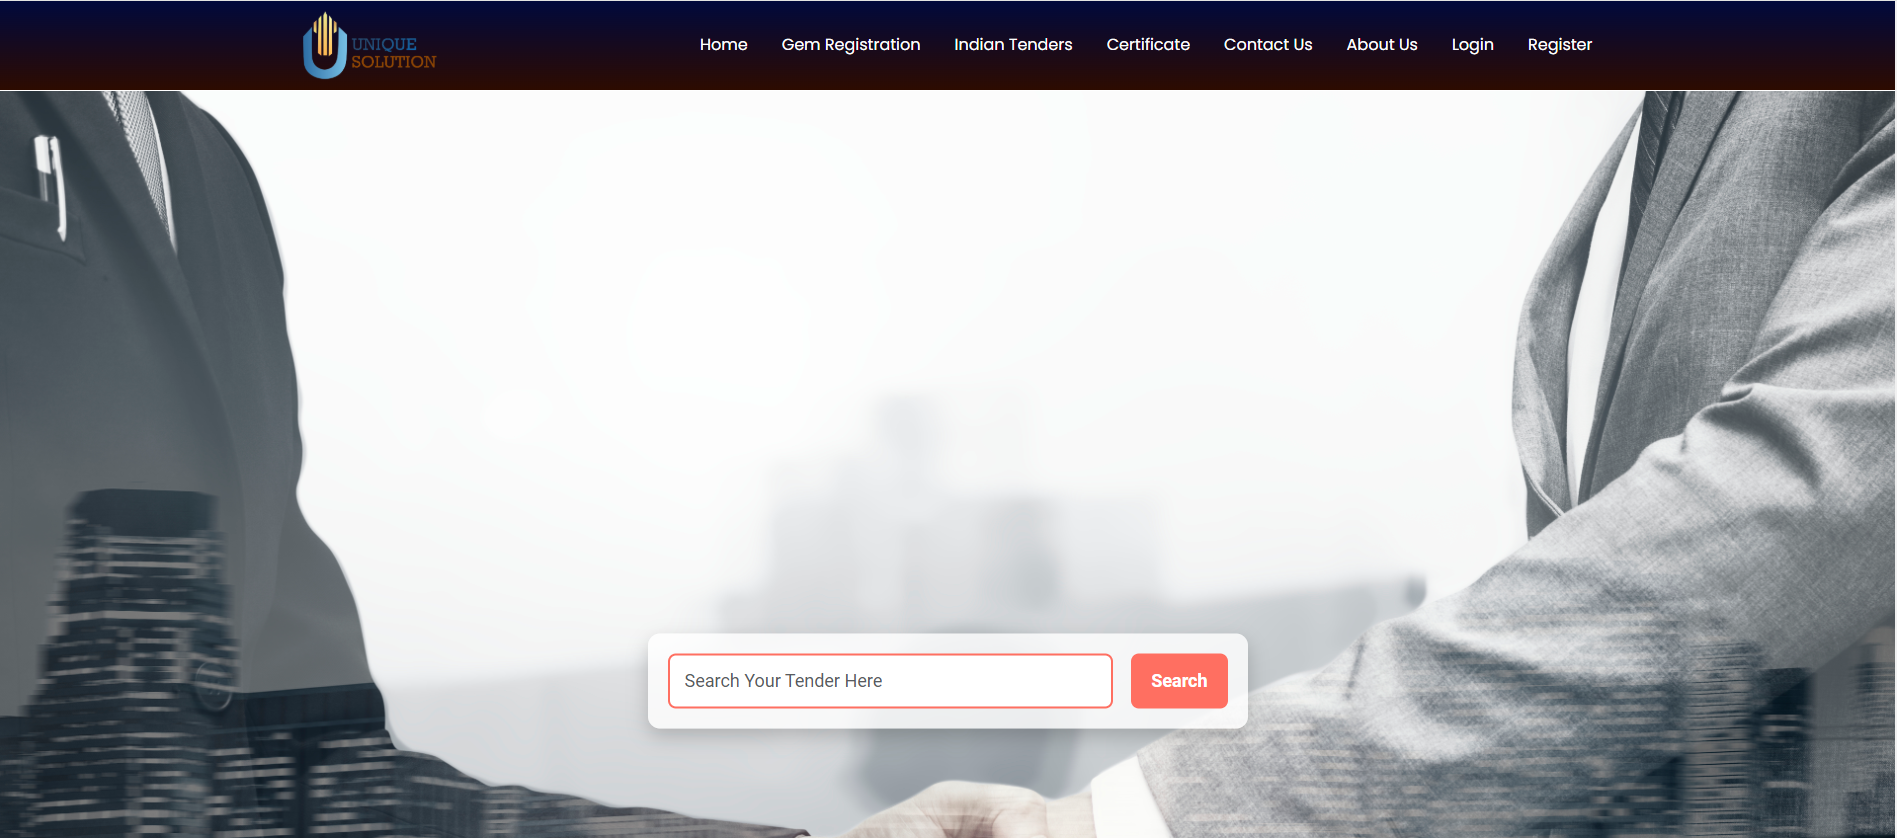 UNIQUE
SOLUTION
Home Gem Registration Indian Tenders Certificate Contact Us About Us Login Register
Search Your Tender Here Search